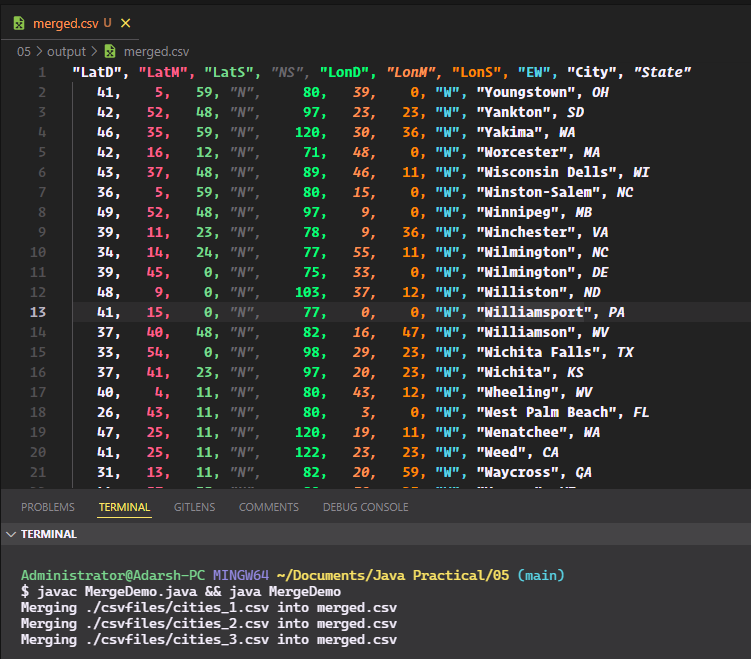 merged.csv U ×
05 > output > merged.csv
1 "LatD", "LatM", "LatS", "NS", "LonD", "LonM", "LonS", "EW", "City", "State"
2 41, 5, 59, "N", 80, 39, 0, "W", "Youngstown", OH
3 42, 52, 48, "N", 97, 23, 23, "W", "Yankton", SD
4 46, 35, 59, "N", 120, 30, 36, "W", "Yakima", WA
5 42, 16, 12, "N", 71, 48, 0, "W", "Worcester", MA
6 43, 37, 48, "N", 89, 46, 11, "W", "Wisconsin Dells", WI
7 36, 5, 59, "N", 80, 15, 0, "W", "Winston-Salem", NC
8 49, 52, 48, "N", 97, 9, 0, "W", "Winnipeg", MB
9 39, 11, 23, "N", 78, 9, 36, "W", "Winchester", VA
10 34, 14, 24, "N", 77, 55, 11, "W", "Wilmington", NC
11 39, 45, 0, "N", 75, 33, 0, "W", "Wilmington", DE
12 48, 9, 0, "N", 103, 37, 12, "W", "Williston", ND
13 41, 15, 0, "N", 77, 0, 0, "W", "Williamsport", PA
14 37, 40, 48, "N", 82, 16, 47, "W", "Williamson", WV
15 33, 54, 0, "N", 98, 29, 23, "W", "Wichita Falls", TX
16 37, 41, 23, "N", 97, 20, 23, "W", "Wichita", KS
17 40, 4, 11, "N", 80, 43, 12, "W", "Wheeling", WV
18 26, 43, 11, "N", 80, 3, 0, "W", "West Palm Beach", FL
19 47, 25, 11, "N", 120, 19, 11, "W", "Wenatchee", WA
20 41, 25, 11, "N", 122, 23, 23, "W", "Weed", CA
21 31, 13, 11, "N", 82, 20, 59, "W", "Waycross", GA
PROBLEMS TERMINAL GITLENS COMMENTS DEBUG CONSOLE
TERMINAL
Administrator@Adarsh-PC MINGW64 ~/Documents/Java Practical/05 (main)
$ javac MergeDemo.java && java MergeDemo
Merging ./csvfiles/cities_1.csv into merged.csv
Merging ./csvfiles/cities_2.csv into merged.csv
Merging ./csvfiles/cities_3.csv into merged.csv